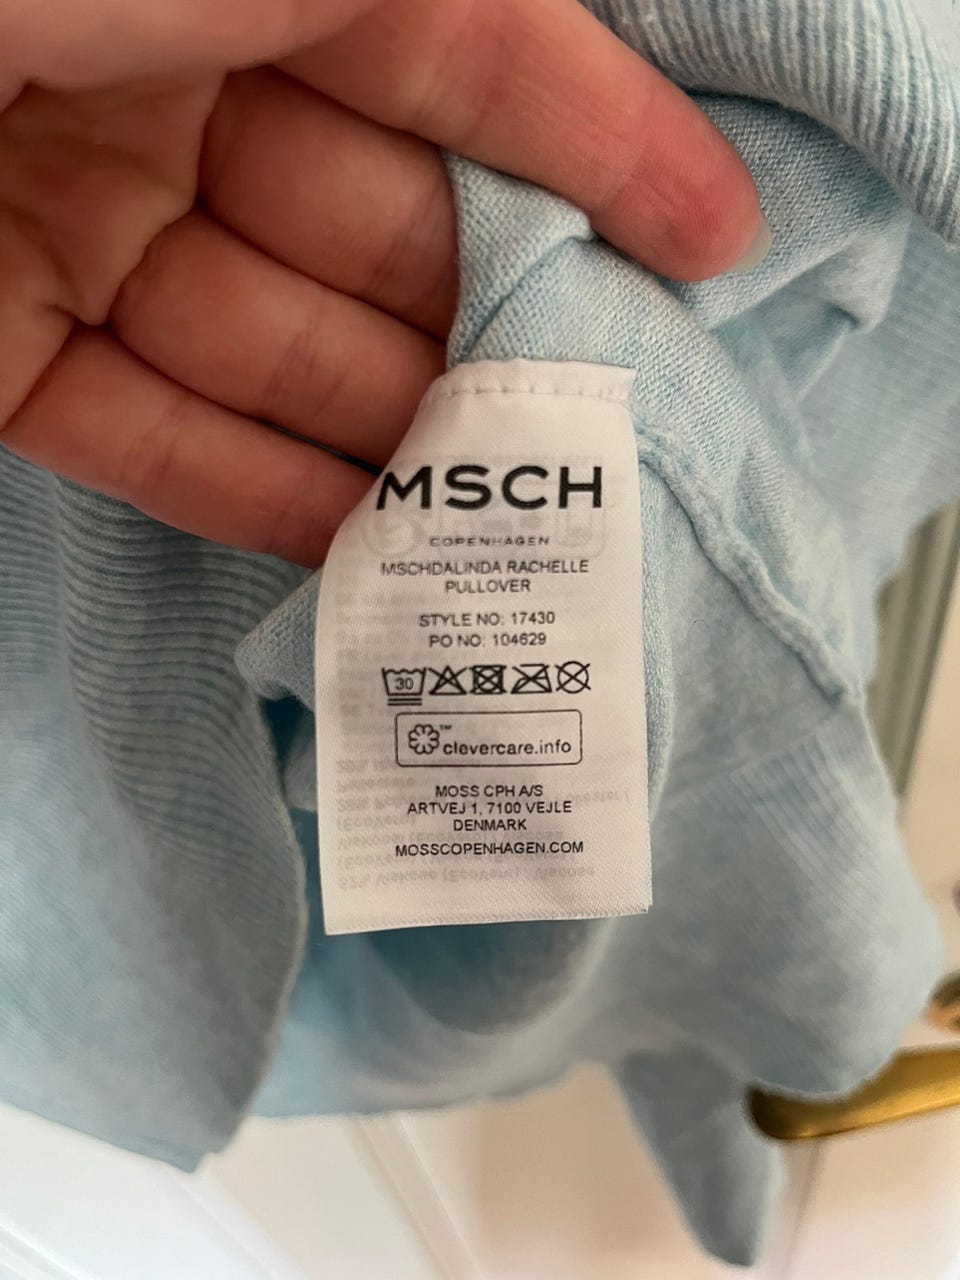 MSCH
COPENHAGEN
MSCHDALINDA RACHELLE
PULLOVER
STYLE NO: 17430
PO NO: 104629
30
clevercare.info
MOSS CPH A/S
ARTVEJ 1, 7100 VEJLE
DENMARK
MOSSCOPENHAGEN.COM